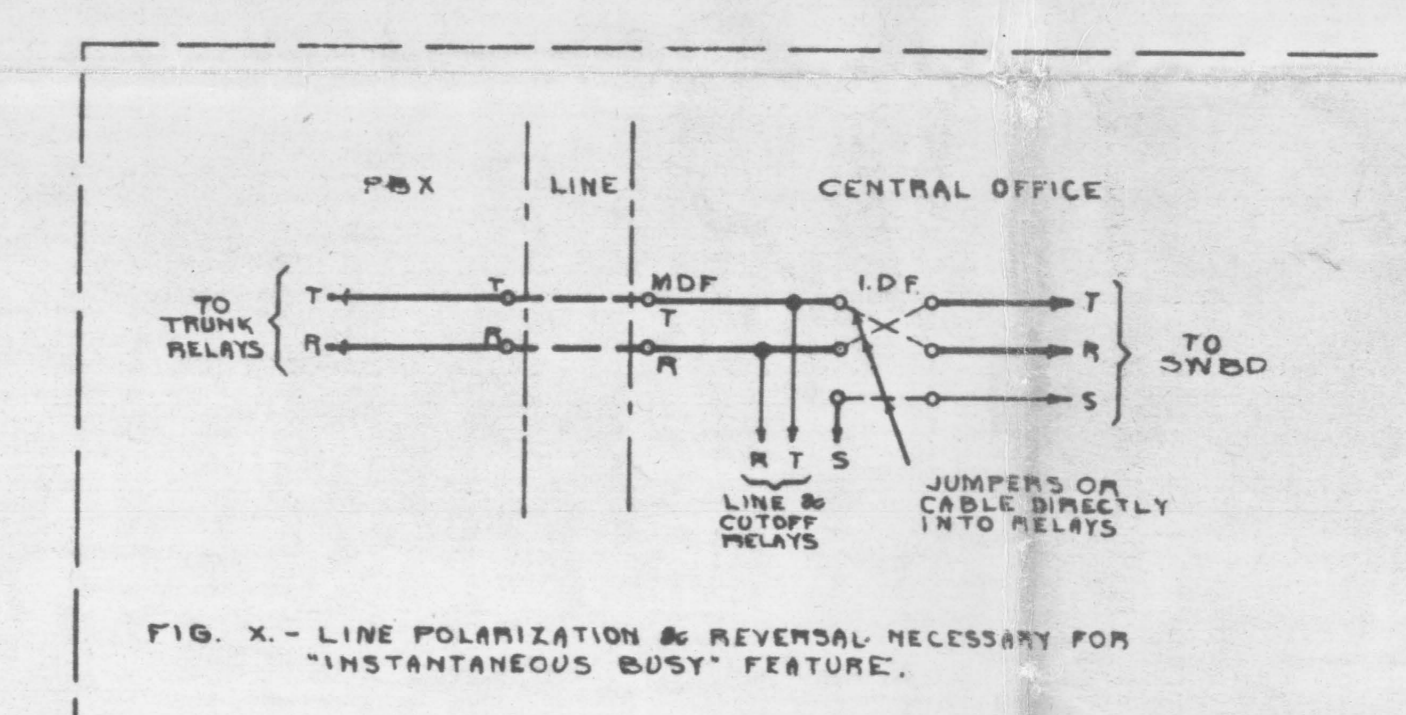 PBX
LINE
CENTRAL OFFICE
TO
TRUNK
RELAYS
T
R
T
R
MDF
T
R
I.D.F.
T
R
S
TO
SWBD
R T S
LINE &
CUTOFF
RELAYS
JUMPERS OR
CABLE DIRECTLY
INTO RELAYS
FIG. X. - LINE POLARIZATION & REVERSAL NECESSARY FOR
"INSTANTANEOUS BUSY" FEATURE.